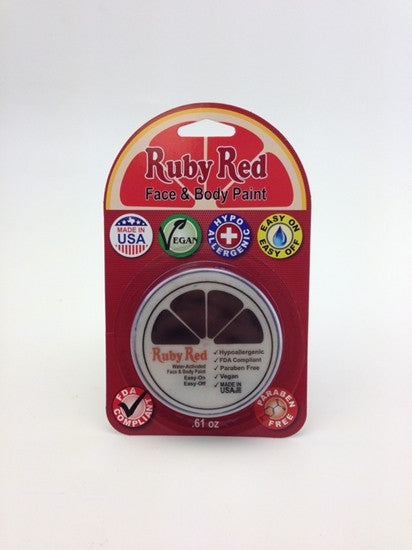 Ruby Red
Face & Body Paint
MADE IN
USA
VEGAN
HYPO
ALLERGENIC
EASY ON
EASY OFF
Ruby Red
Water-Activated
Face & Body Paint
Easy-On
Easy-Off
✓ Hypoallergenic
✓ FDA Compliant
✓ Paraben Free
✓ Vegan
✓ MADE IN
USA
FDA
COMPLIANT
PARABEN
FREE
.61 oz